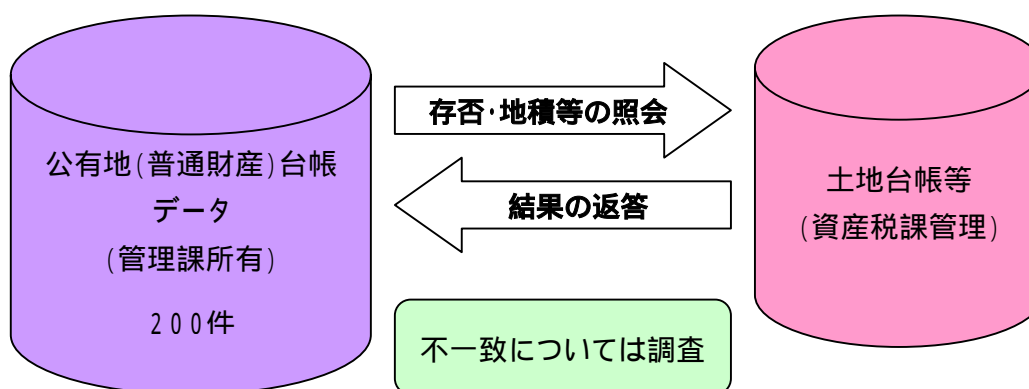 公有地(普通財産)台帳
データ
(管理課所有)
200件
存否･地積等の照会
結果の返答
不一致については調査
土地台帳等
(資産税課管理)